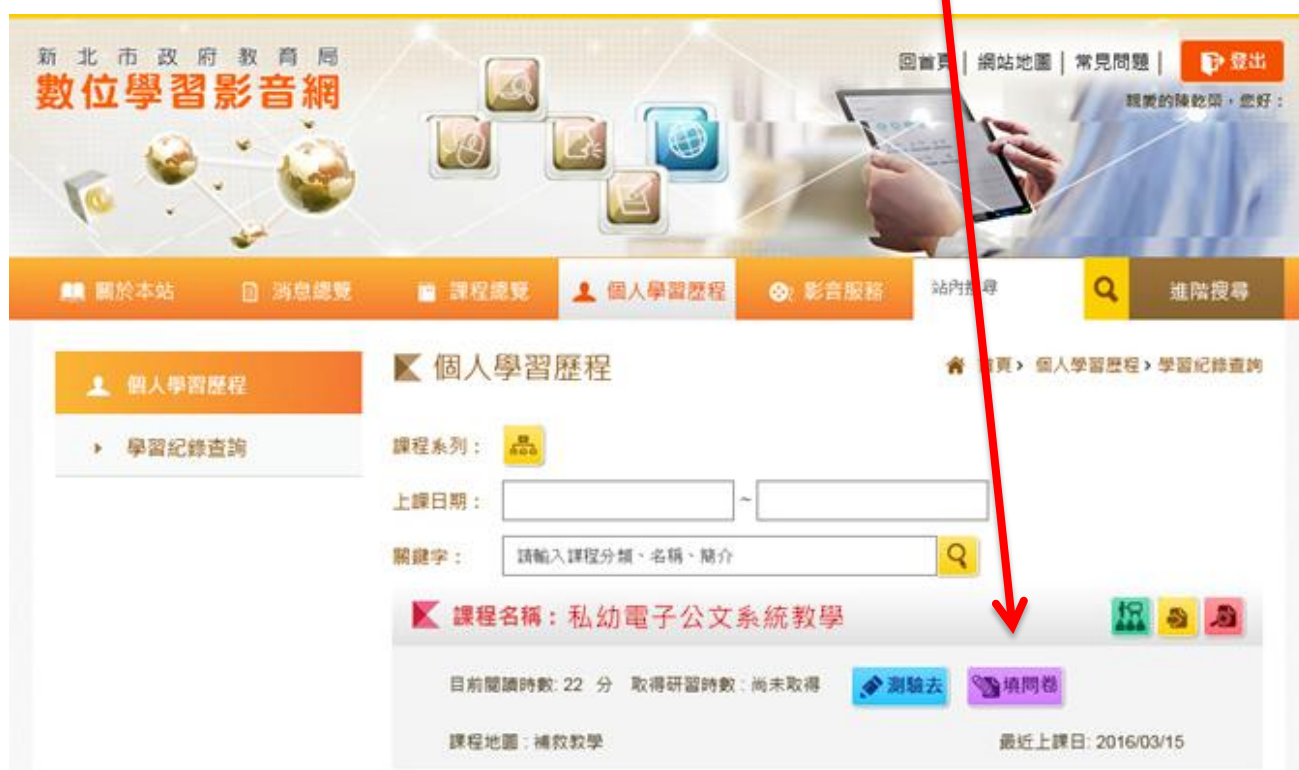 新北市政府教育局
數位學習影音網
回首頁 | 網站地圖 | 常見問題 | 登出
親愛的陳乾榮,您好:
關於本站 消息總覽 課程總覽 個人學習歷程 影音服務 站內搜尋 進階搜尋
個人學習歷程
學習紀錄查詢
個人學習歷程
首頁› 個人學習歷程›學習紀錄查詢
課程系列:
上課日期: ~
關鍵字: 請輸入課程分類、名稱、簡介
課程名稱:私幼電子公文系統教學
目前閱讀時數: 22 分 取得研習時數:尚未取得 測驗去 填問卷
課程地圖:補救教學 最近上課日: 2016/03/15